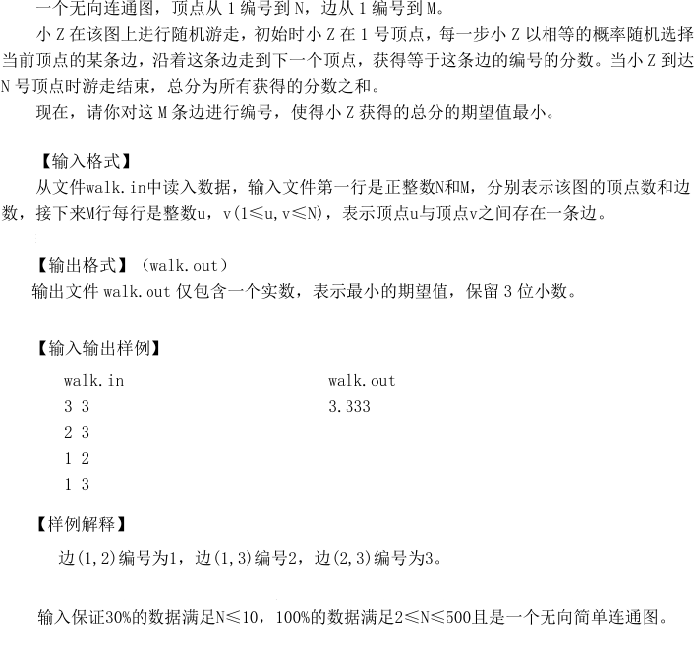 一个无向连通图，顶点从 1 编号到 N，边从 1 编号到 M。
小 Z 在该图上进行随机游走，初始时小 Z 在 1 号顶点，每一步小 Z 以相等的概率随机选择
当前顶点的某条边，沿着这条边走到下一个顶点，获得等于这条边的编号的分数。当小 Z 到达
N 号顶点时游走结束，总分为所有获得的分数之和。
现在，请你对这 M 条边进行编号，使得小 Z 获得的总分的期望值最小。
【输入格式】
从文件walk.in中读入数据，输入文件第一行是正整数N和M，分别表示该图的顶点数和边
数，接下来M行每行是整数u，v(1≤u,v≤N)，表示顶点u与顶点v之间存在一条边。
【输出格式】（walk.out）
输出文件 walk.out 仅包含一个实数，表示最小的期望值，保留 3 位小数。
【输入输出样例】
walk.in walk.out
3 3 3.333
2 3
1 2
1 3
【样例解释】
边(1,2)编号为1，边(1,3)编号2，边(2,3)编号为3。
输入保证30%的数据满足N≤10，100%的数据满足2≤N≤500且是一个无向简单连通图。